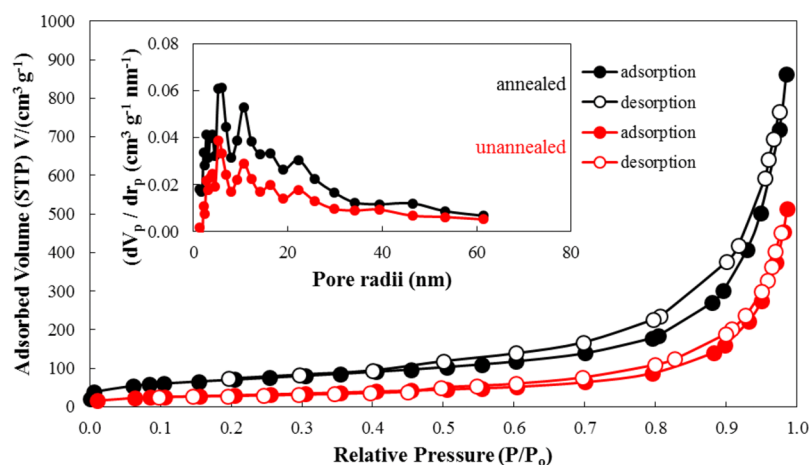 1000
900
800
700
600
500
400
300
200
100
0
Adsorbed Volume (STP) V/(cm³ g⁻¹)
0.0 0.1 0.2 0.3 0.4 0.5 0.6 0.7 0.8 0.9 1.0
Relative Pressure (P/Pₒ)
0.08
0.06
0.04
0.02
0.00
(dVₚ / drₚ (cm³ g⁻¹ nm⁻¹)
0 20 40 60 80
Pore radii (nm)
annealed
unannealed
adsorption
desorption
adsorption
desorption